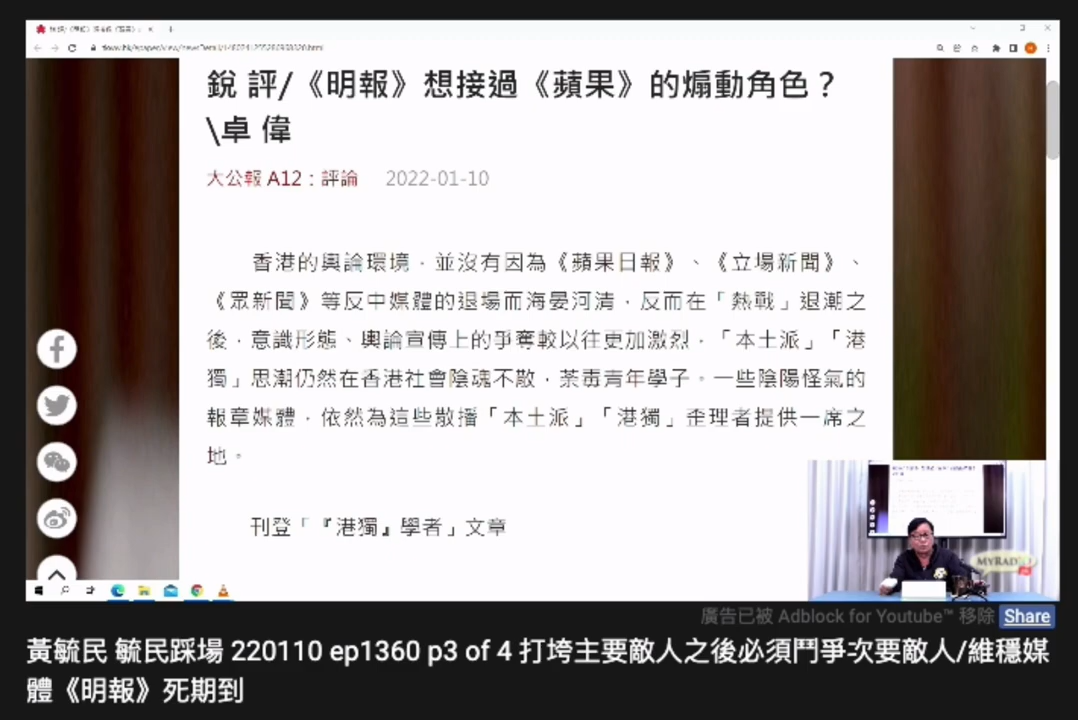 銳 評/《明報》想接過《蘋果》的煽動角色？
\卓 偉
大公報 A12：評論 2022-01-10
香港的輿論環境，並沒有因為《蘋果日報》、《立場新聞》、
《眾新聞》等反中媒體的退場而海晏河清，反而在「熱戰」退潮之
後，意識形態、輿論宣傳上的爭奪較以往更加激烈，「本土派」「港
獨」思潮仍然在香港社會陰魂不散，荼毒青年學子。一些陰陽怪氣的
報章媒體，依然為這些散播「本土派」「港獨」歪理者提供一席之
地。
刊登「『港獨』學者」文章
MYRAD
廣告已被 Adblock for Youtube™ 移除 Share
黃毓民 毓民踩場 220110 ep1360 p3 of 4 打垮主要敵人之後必須鬥爭次要敵人/維穩媒
體《明報》死期到